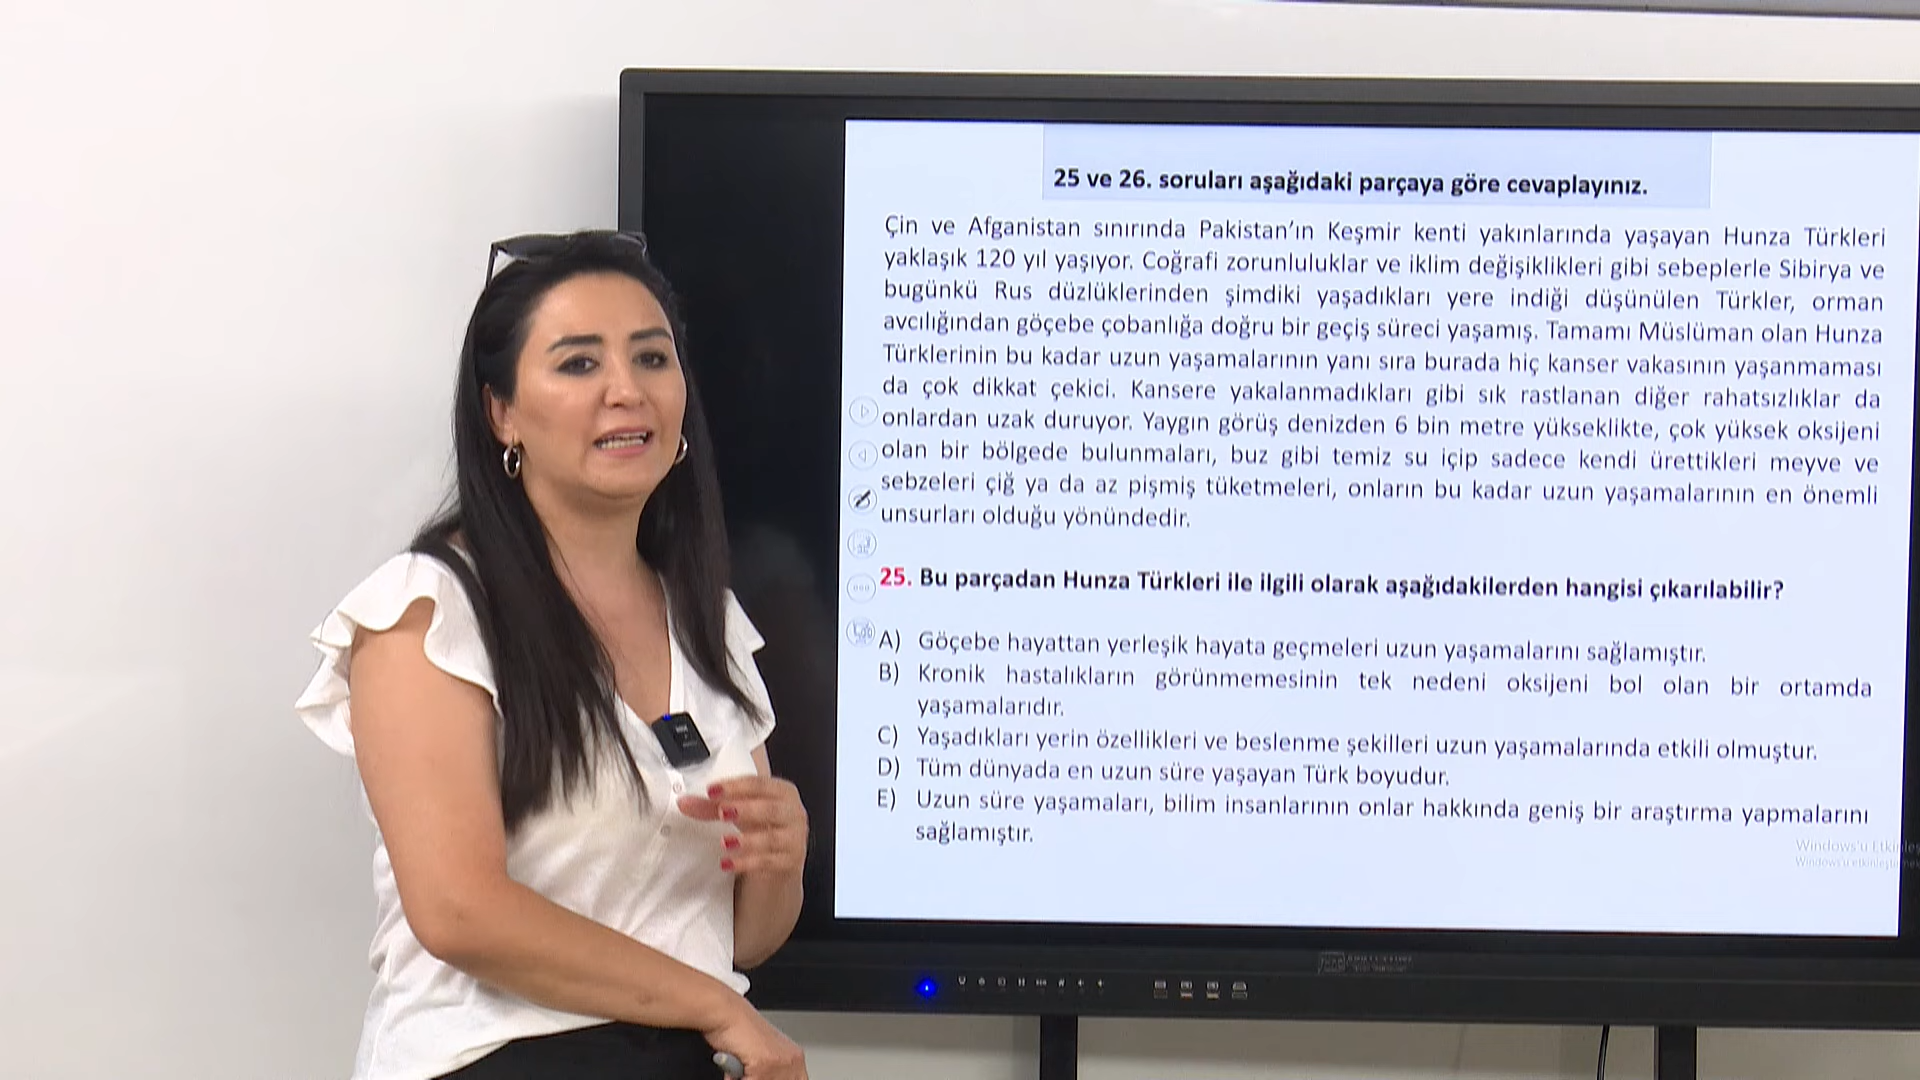 25 ve 26. soruları aşağıdaki parçaya göre cevaplayınız.
Çin ve Afganistan sınırında Pakistan’ın Keşmir kenti yakınlarında yaşayan Hunza Türkleri
yaklaşık 120 yıl yaşıyor. Coğrafi zorunluluklar ve iklim değişiklikleri gibi sebeplerle Sibirya ve
bugünkü Rus düzlüklerinden şimdiki yaşadıkları yere indiği düşünülen Türkler, orman
avcılığından göçebe çobanlığa doğru bir geçiş süreci yaşamış. Tamamı Müslüman olan Hunza
Türklerinin bu kadar uzun yaşamalarının yanı sıra burada hiç kanser vakasının yaşanmaması
da çok dikkat çekici. Kansere yakalanmadıkları gibi sık rastlanan diğer rahatsızlıklar da
onlardan uzak duruyor. Yaygın görüş denizden 6 bin metre yükseklikte, çok yüksek oksijeni
olan bir bölgede bulunmaları, buz gibi temiz su içip sadece kendi ürettikleri meyve ve
sebzeleri çiğ ya da az pişmiş tüketmeleri, onların bu kadar uzun yaşamalarının en önemli
unsurları olduğu yönündedir.
25. Bu parçadan Hunza Türkleri ile ilgili olarak aşağıdakilerden hangisi çıkarılabilir?
A) Göçebe hayattan yerleşik hayata geçmeleri uzun yaşamalarını sağlamıştır.
B) Kronik hastalıkların görünmemesinin tek nedeni oksijeni bol olan bir ortamda
yaşamalarıdır.
C) Yaşadıkları yerin özellikleri ve beslenme şekilleri uzun yaşamalarında etkili olmuştur.
D) Tüm dünyada en uzun süre yaşayan Türk boyudur.
E) Uzun süre yaşamaları, bilim insanlarının onlar hakkında geniş bir araştırma yapmalarını
sağlamıştır.
Windows'u